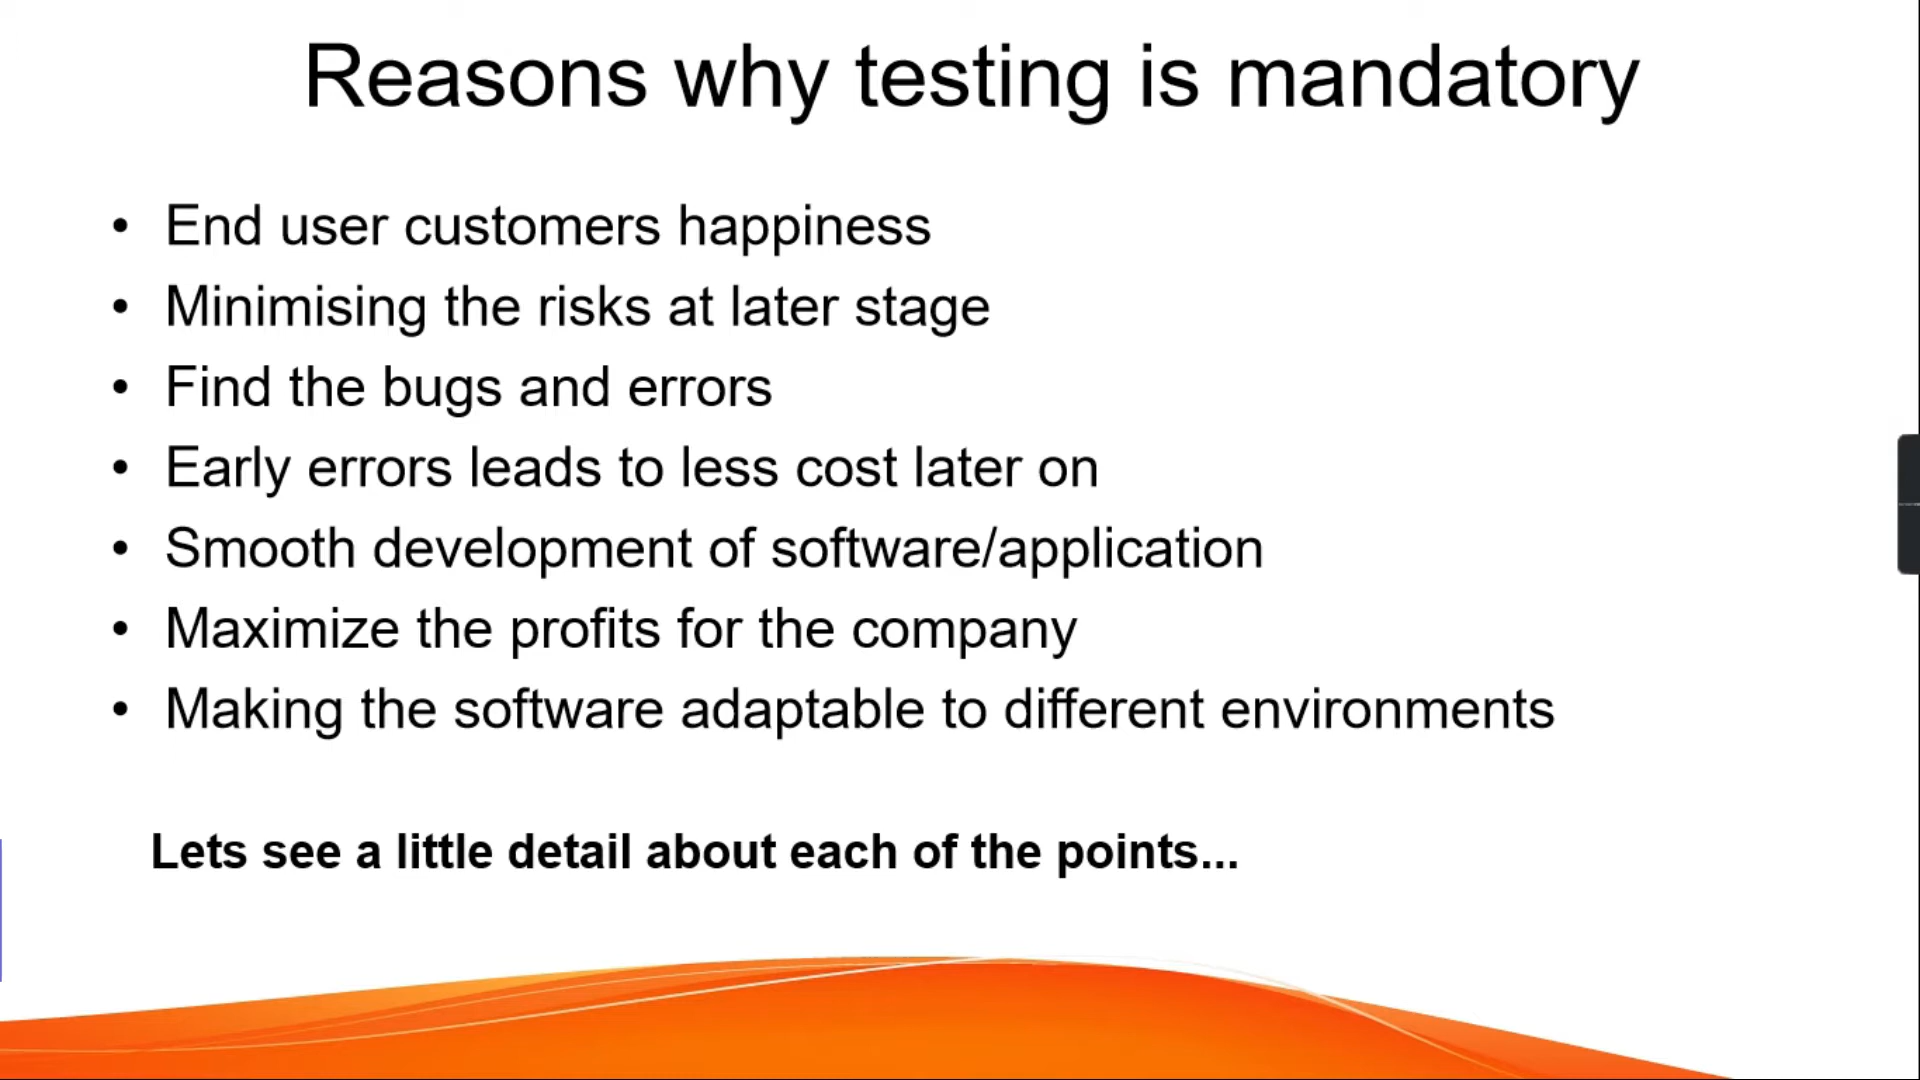 Reasons why testing is mandatory
• End user customers happiness
• Minimising the risks at later stage
• Find the bugs and errors
• Early errors leads to less cost later on
• Smooth development of software/application
• Maximize the profits for the company
• Making the software adaptable to different environments
Lets see a little detail about each of the points...